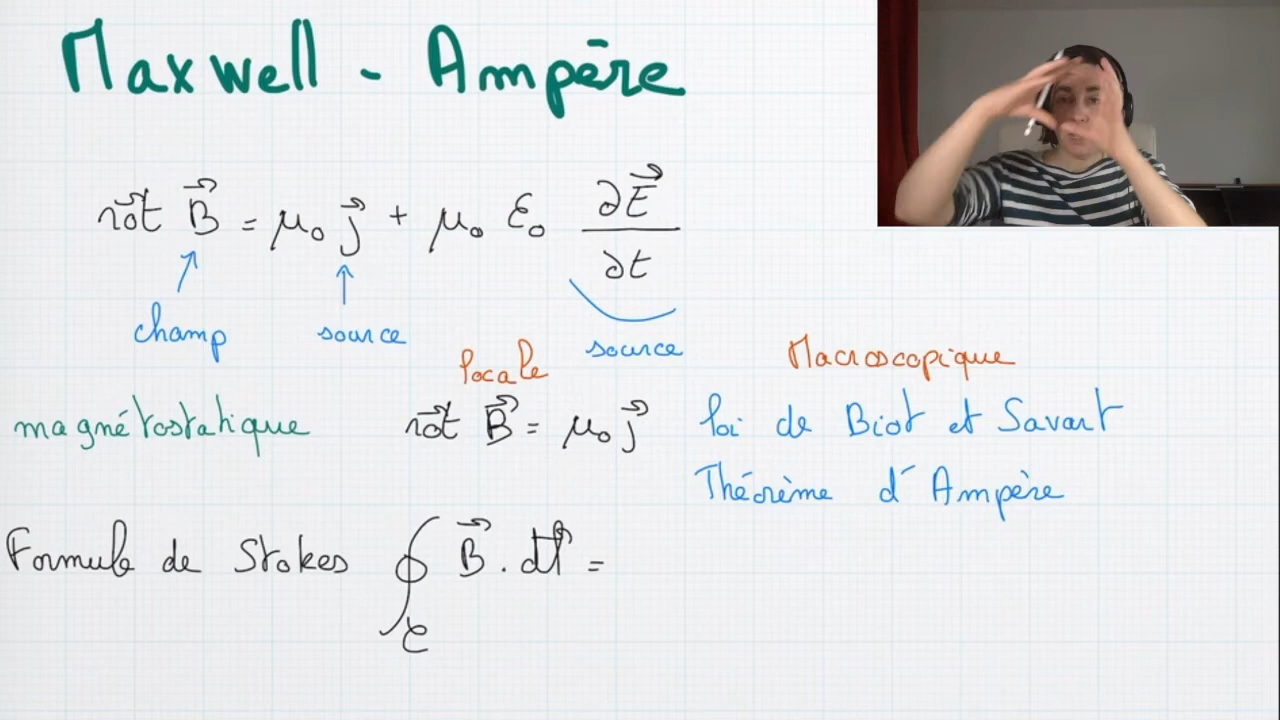 Maxwell - Ampère
rot B = μ₀ j + μ₀ ε₀ ∂E
∂t
champ source source
locale Macroscopique
magnétostatique rot B = μ₀ j loi de Biot et Savart
Théorème d'Ampère
Formule de Stokes ∮ B . dl =
C